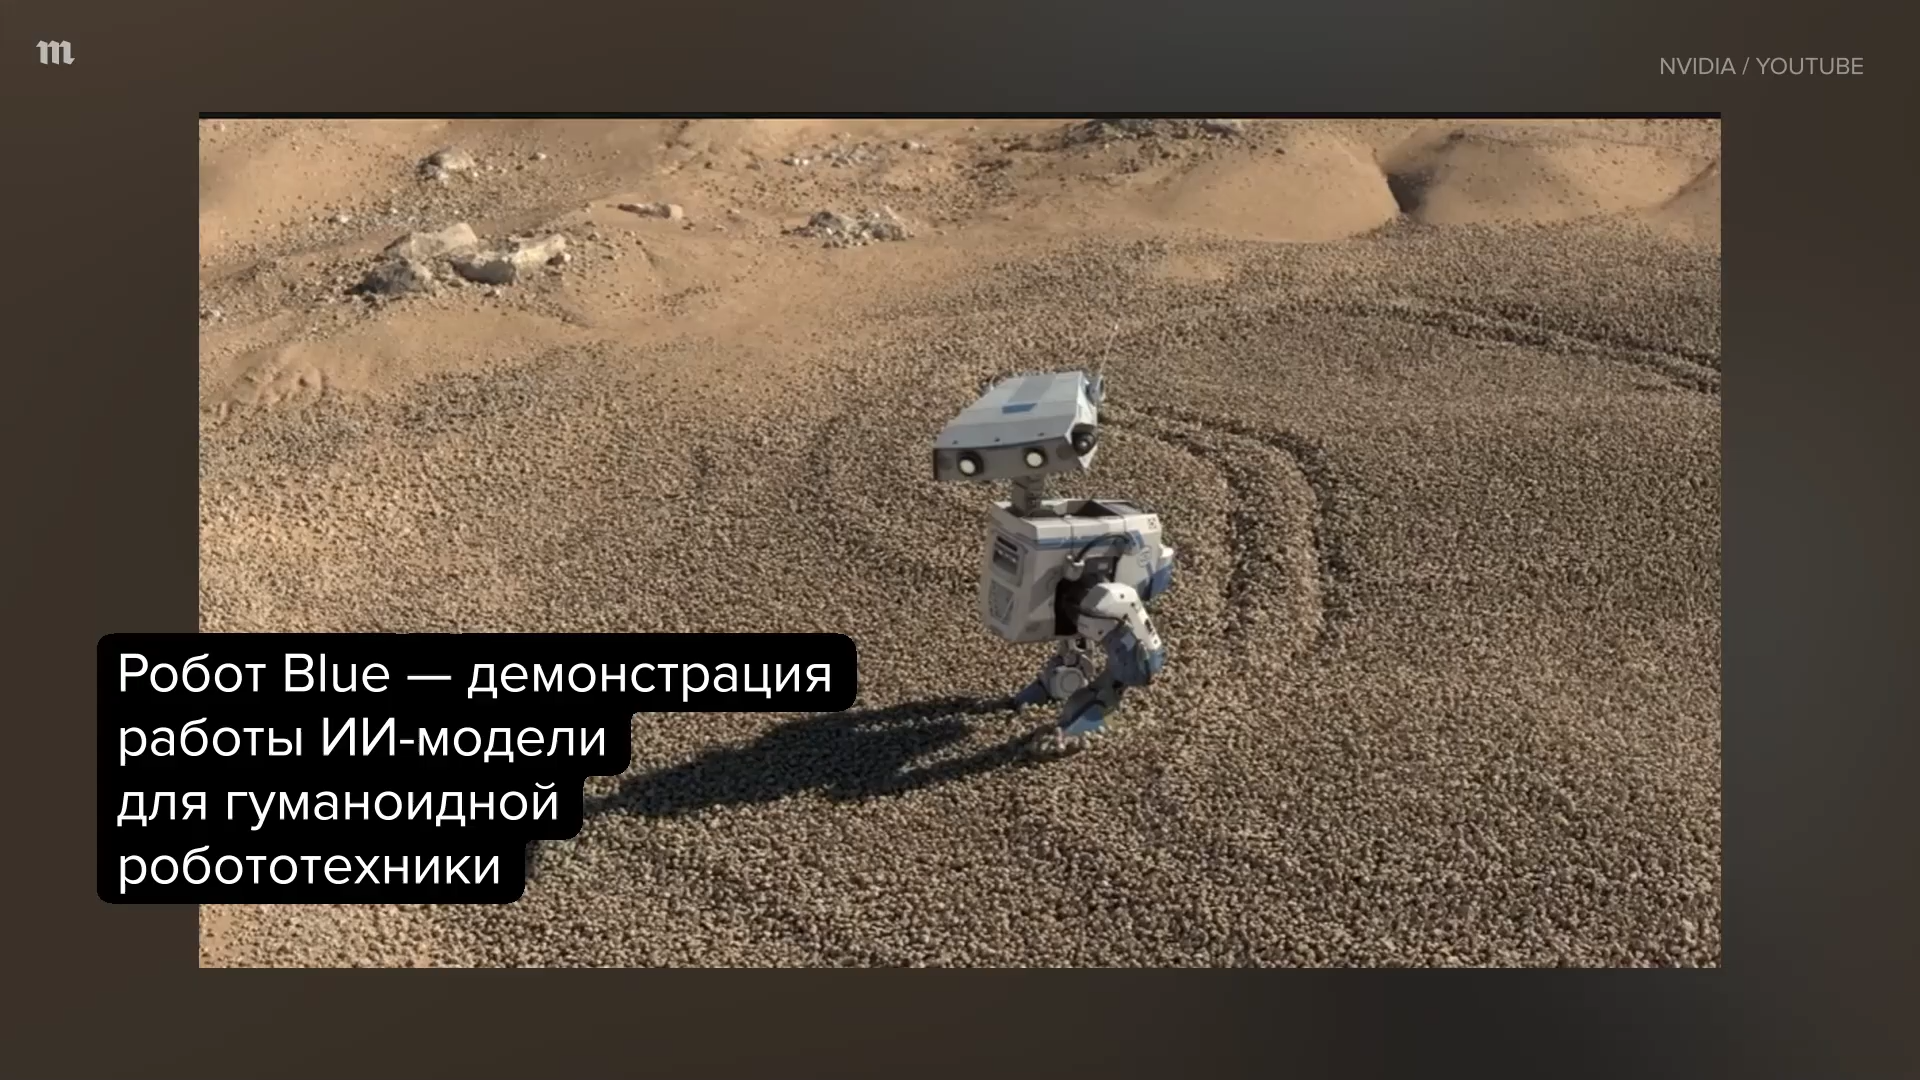 m
NVIDIA / YOUTUBE
Робот Blue — демонстрация
работы ИИ-модели
для гуманоидной
робототехники